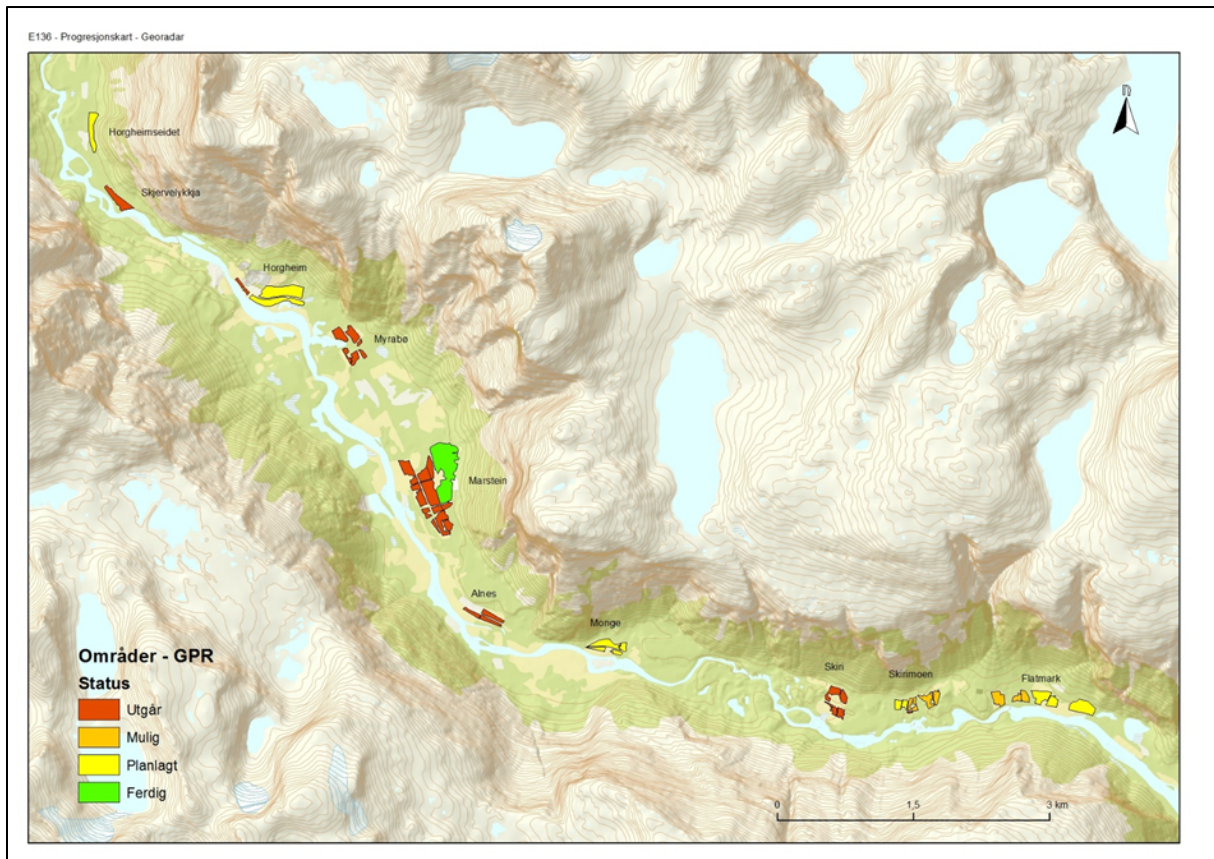 E136 - Progresjonskart - Georadar
n
Horgheimseidet
Skjervelykkja
Horgheim
Myrabø
Marstein
Alnes
Monge
Skiri
Skirimoen
Flatmark
Områder - GPR
Status
Utgår
Mulig
Planlagt
Ferdig
0 1,5 3 km